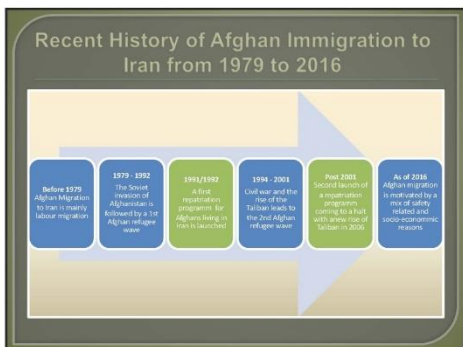 Recent History of Afghan Immigration to
Iran from 1979 to 2016
Before 1979
Afghan Migration
to Iran is mainly
labour migration
1979 - 1992
The Soviet
Invasion of
Afghanistan is
followed by a 1st
Afghan refugee
wave
1991/1992
A first
repatriation
programm for
Afghans living in
Iran is launched
1994 - 2001
Civil war and the
rise of the
Taliban leads to
the 2nd Afghan
refugee wave
Post 2001
Second launch of
a repatriation
programm
coming to a halt
with anew rise of
Taliban in 2006
As of 2016
Afghan migration
is motivated by a
mix of safety
related and
socio-economic
reasons